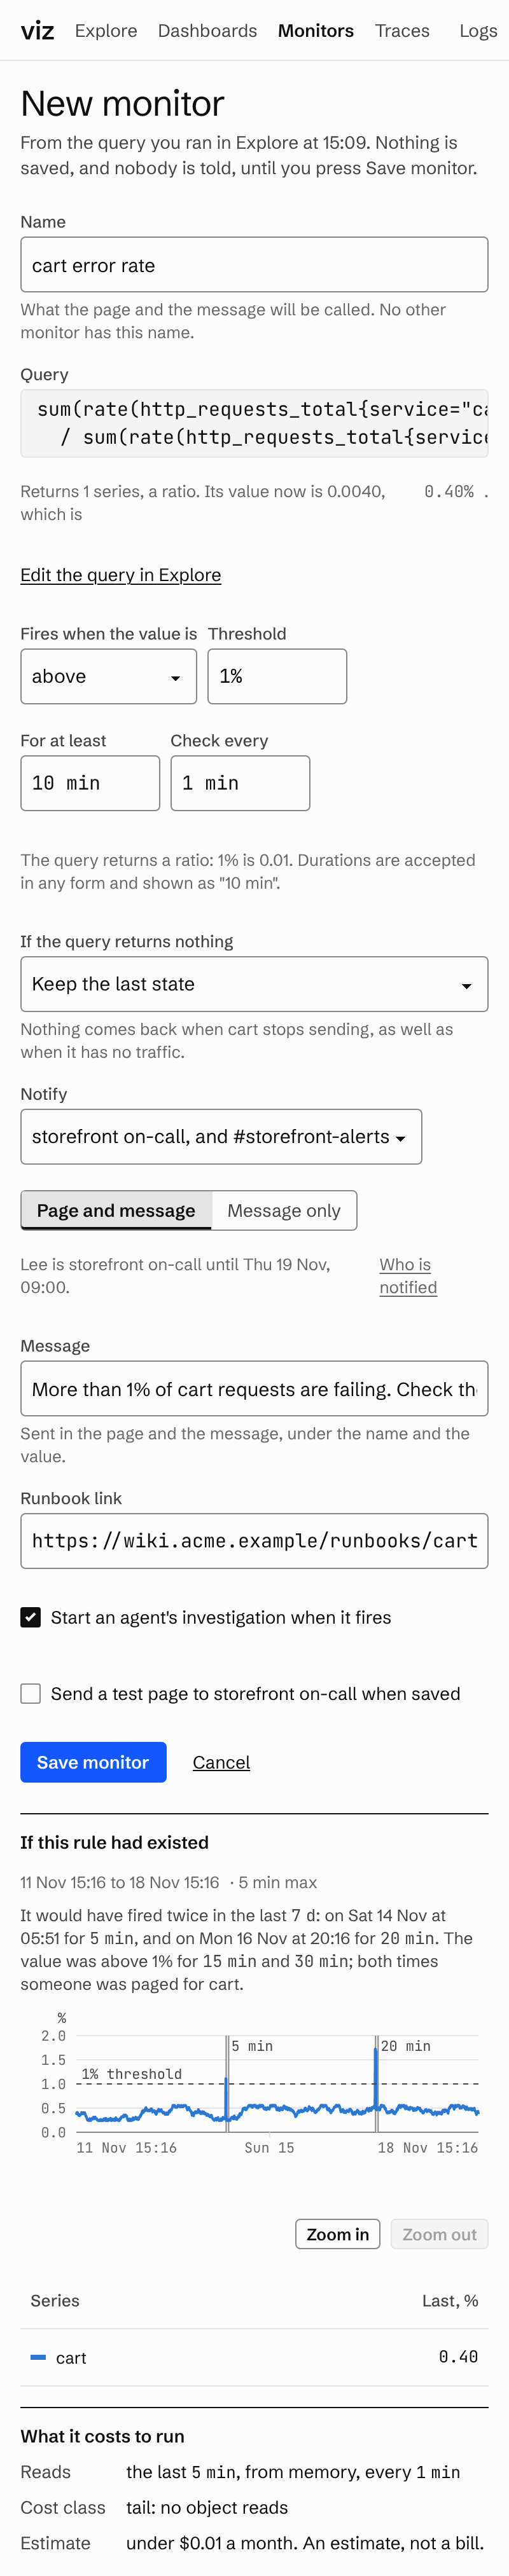 viz Explore Dashboards Monitors Traces Logs
New monitor
From the query you ran in Explore at 15:09. Nothing is
saved, and nobody is told, until you press Save monitor.
Name
cart error rate
What the page and the message will be called. No other
monitor has this name.
Query
sum(rate(http_requests_total{service="ca
/ sum(rate(http_requests_total{service
Returns 1 series, a ratio. Its value now is 0.0040, 0.40% .
which is
Edit the query in Explore
Fires when the value is Threshold
above 1%
For at least Check every
10 min 1 min
The query returns a ratio: 1% is 0.01. Durations are accepted
in any form and shown as "10 min".
If the query returns nothing
Keep the last state
Nothing comes back when cart stops sending, as well as
when it has no traffic.
Notify
storefront on-call, and #storefront-alerts
Page and message Message only
Lee is storefront on-call until Thu 19 Nov, Who is
09:00. notified
Message
More than 1% of cart requests are failing. Check the
Sent in the page and the message, under the name and the
value.
Runbook link
https://wiki.acme.example/runbooks/cart
Start an agent's investigation when it fires
Send a test page to storefront on-call when saved
Save monitor Cancel
If this rule had existed
11 Nov 15:16 to 18 Nov 15:16 · 5 min max
It would have fired twice in the last 7 d: on Sat 14 Nov at
05:51 for 5 min, and on Mon 16 Nov at 20:16 for 20 min. The
value was above 1% for 15 min and 30 min; both times
someone was paged for cart.
%
2.0
5 min 20 min
1.5
1% threshold
1.0
0.5
0.0
11 Nov 15:16 Sun 15 18 Nov 15:16
Zoom in Zoom out
Series Last, %
cart 0.40
What it costs to run
Reads the last 5 min, from memory, every 1 min
Cost class tail: no object reads
Estimate under $0.01 a month. An estimate, not a bill.